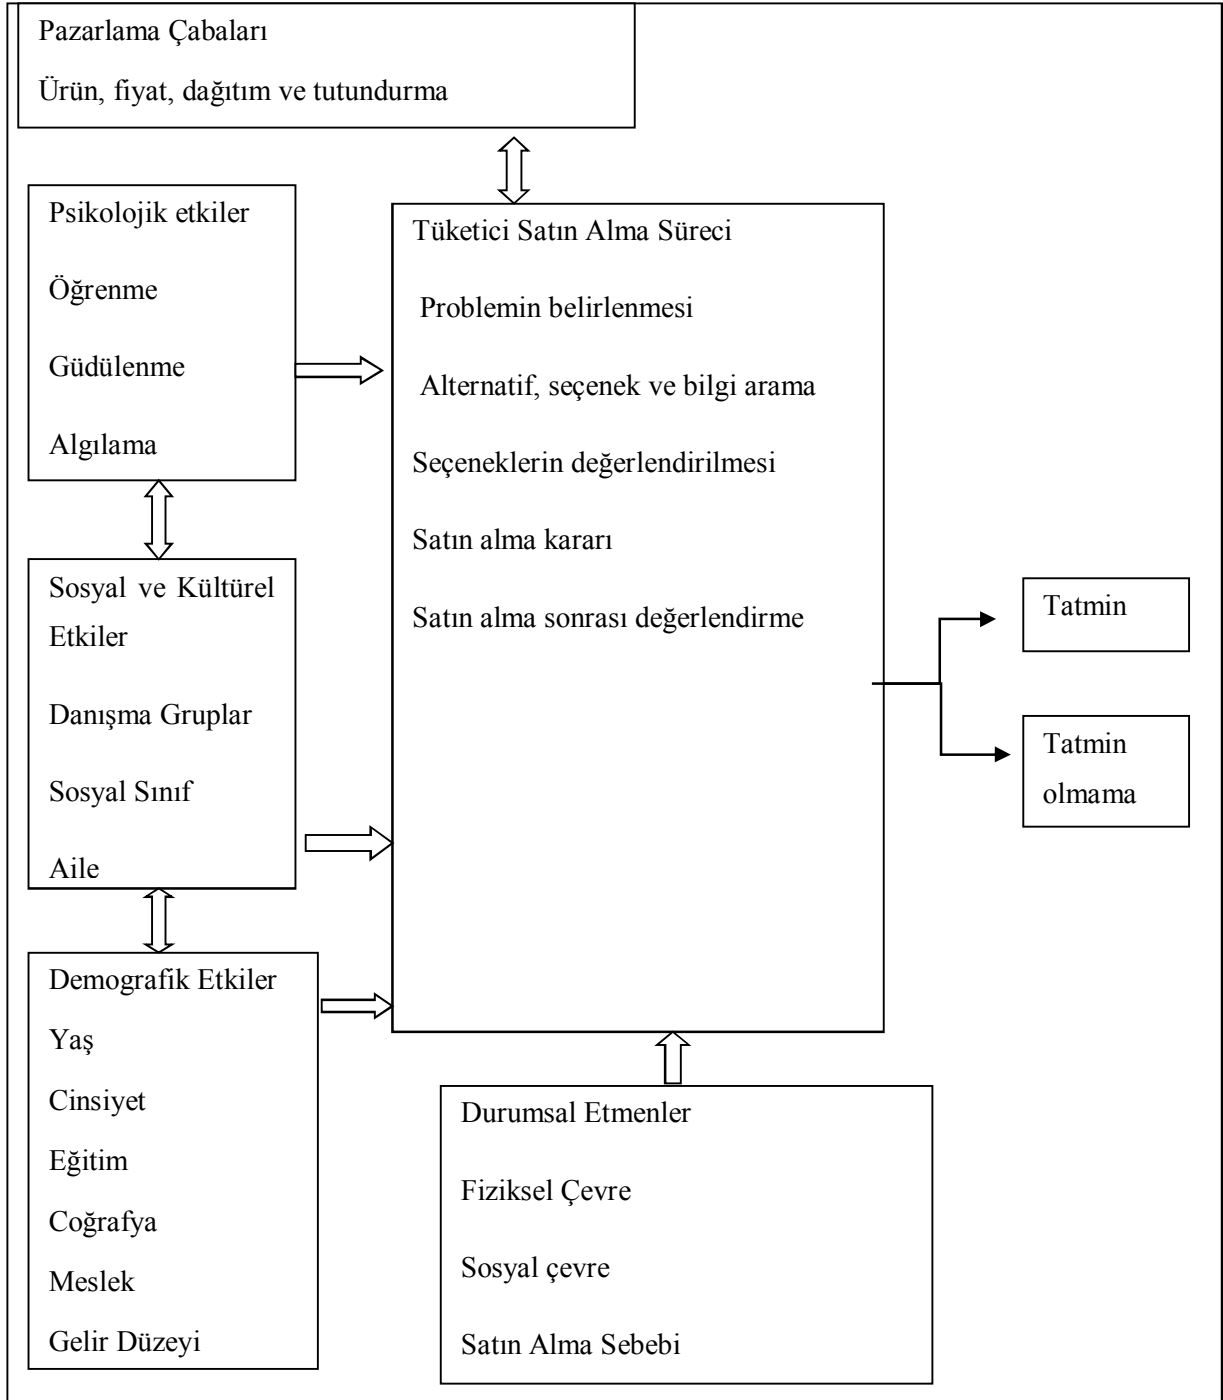 Pazarlama Çabaları
Ürün, fiyat, dağıtım ve tutundurma
Psikolojik etkiler
Öğrenme
Güdülenme
Algılama
Sosyal ve Kültürel
Etkiler
Danışma Gruplar
Sosyal Sınıf
Aile
Demografik Etkiler
Yaş
Cinsiyet
Eğitim
Coğrafya
Meslek
Gelir Düzeyi
Tüketici Satın Alma Süreci
Problemin belirlenmesi
Alternatif, seçenek ve bilgi arama
Seçeneklerin değerlendirilmesi
Satın alma kararı
Satın alma sonrası değerlendirme
Durumsal Etmenler
Fiziksel Çevre
Sosyal çevre
Satın Alma Sebebi
Tatmin
Tatmin
olmama